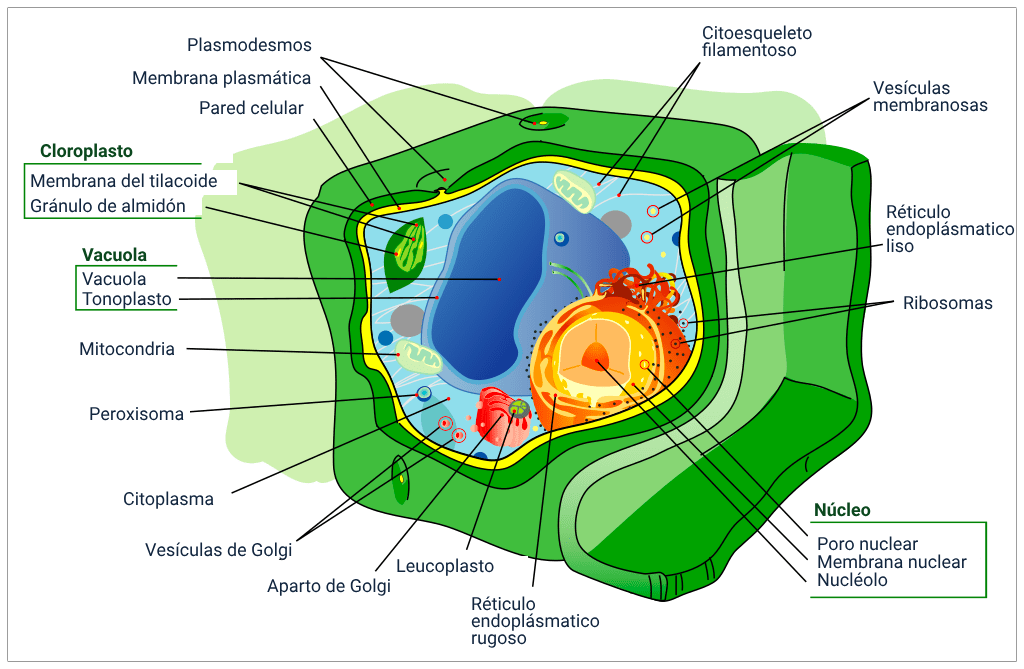 Plasmodesmos
Membrana plasmática
Pared celular
Cloroplasto
Membrana del tilacoide
Gránulo de almidón
Vacuola
Vacuola
Tonoplasto
Mitocondria
Peroxisoma
Citoplasma
Vesículas de Golgi
Aparto de Golgi
Leucoplasto
Réticulo
endoplásmatico
rugoso
Citoesqueleto
filamentoso
Vesículas
membranosas
Réticulo
endoplásmatico
liso
Ribosomas
Núcleo
Poro nuclear
Membrana nuclear
Nucléolo